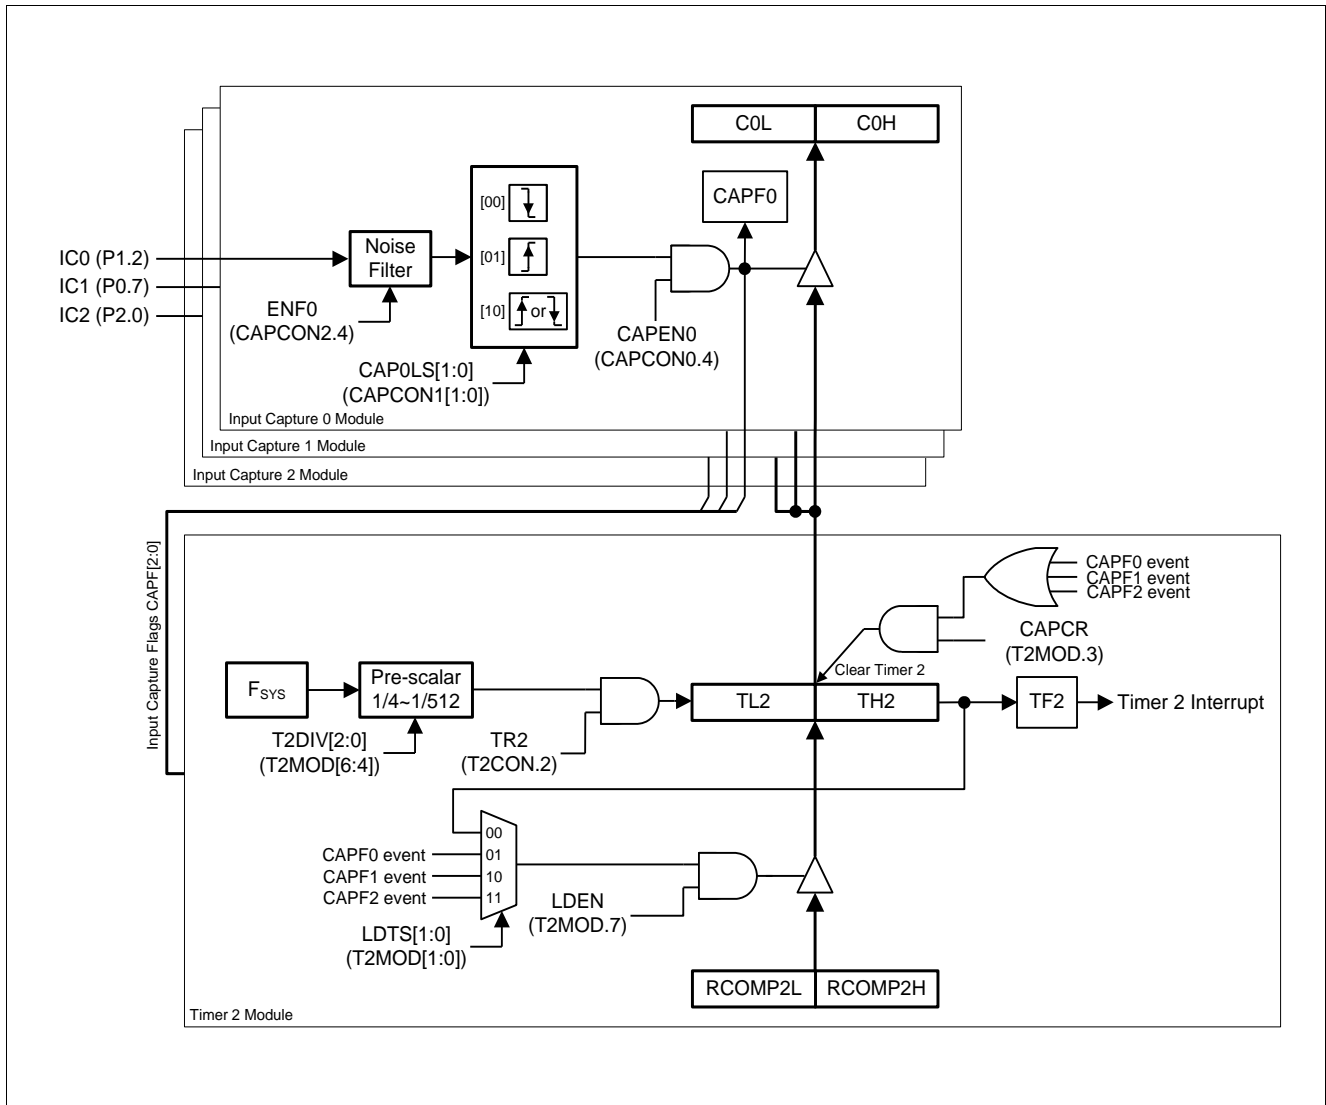 C0L
C0H
CAPF0
[00]
[01]
[10]
or
Noise
Filter
IC0 (P1.2)
IC1 (P0.7)
IC2 (P2.0)
ENF0
(CAPCON2.4)
CAP0LS[1:0]
(CAPCON1[1:0])
CAPEN0
(CAPCON0.4)
Input Capture 0 Module
Input Capture 1 Module
Input Capture 2 Module
Input Capture Flags CAPF[2:0]
CAPF0 event
CAPF1 event
CAPF2 event
CAPCR
(T2MOD.3)
Clear Timer 2
FSYS
Pre-scalar
1/4~1/512
T2DIV[2:0]
(T2MOD[6:4])
TR2
(T2CON.2)
TL2
TH2
TF2
Timer 2 Interrupt
00
01
10
11
CAPF0 event
CAPF1 event
CAPF2 event
LDTS[1:0]
(T2MOD[1:0])
LDEN
(T2MOD.7)
RCOMP2L
RCOMP2H
Timer 2 Module